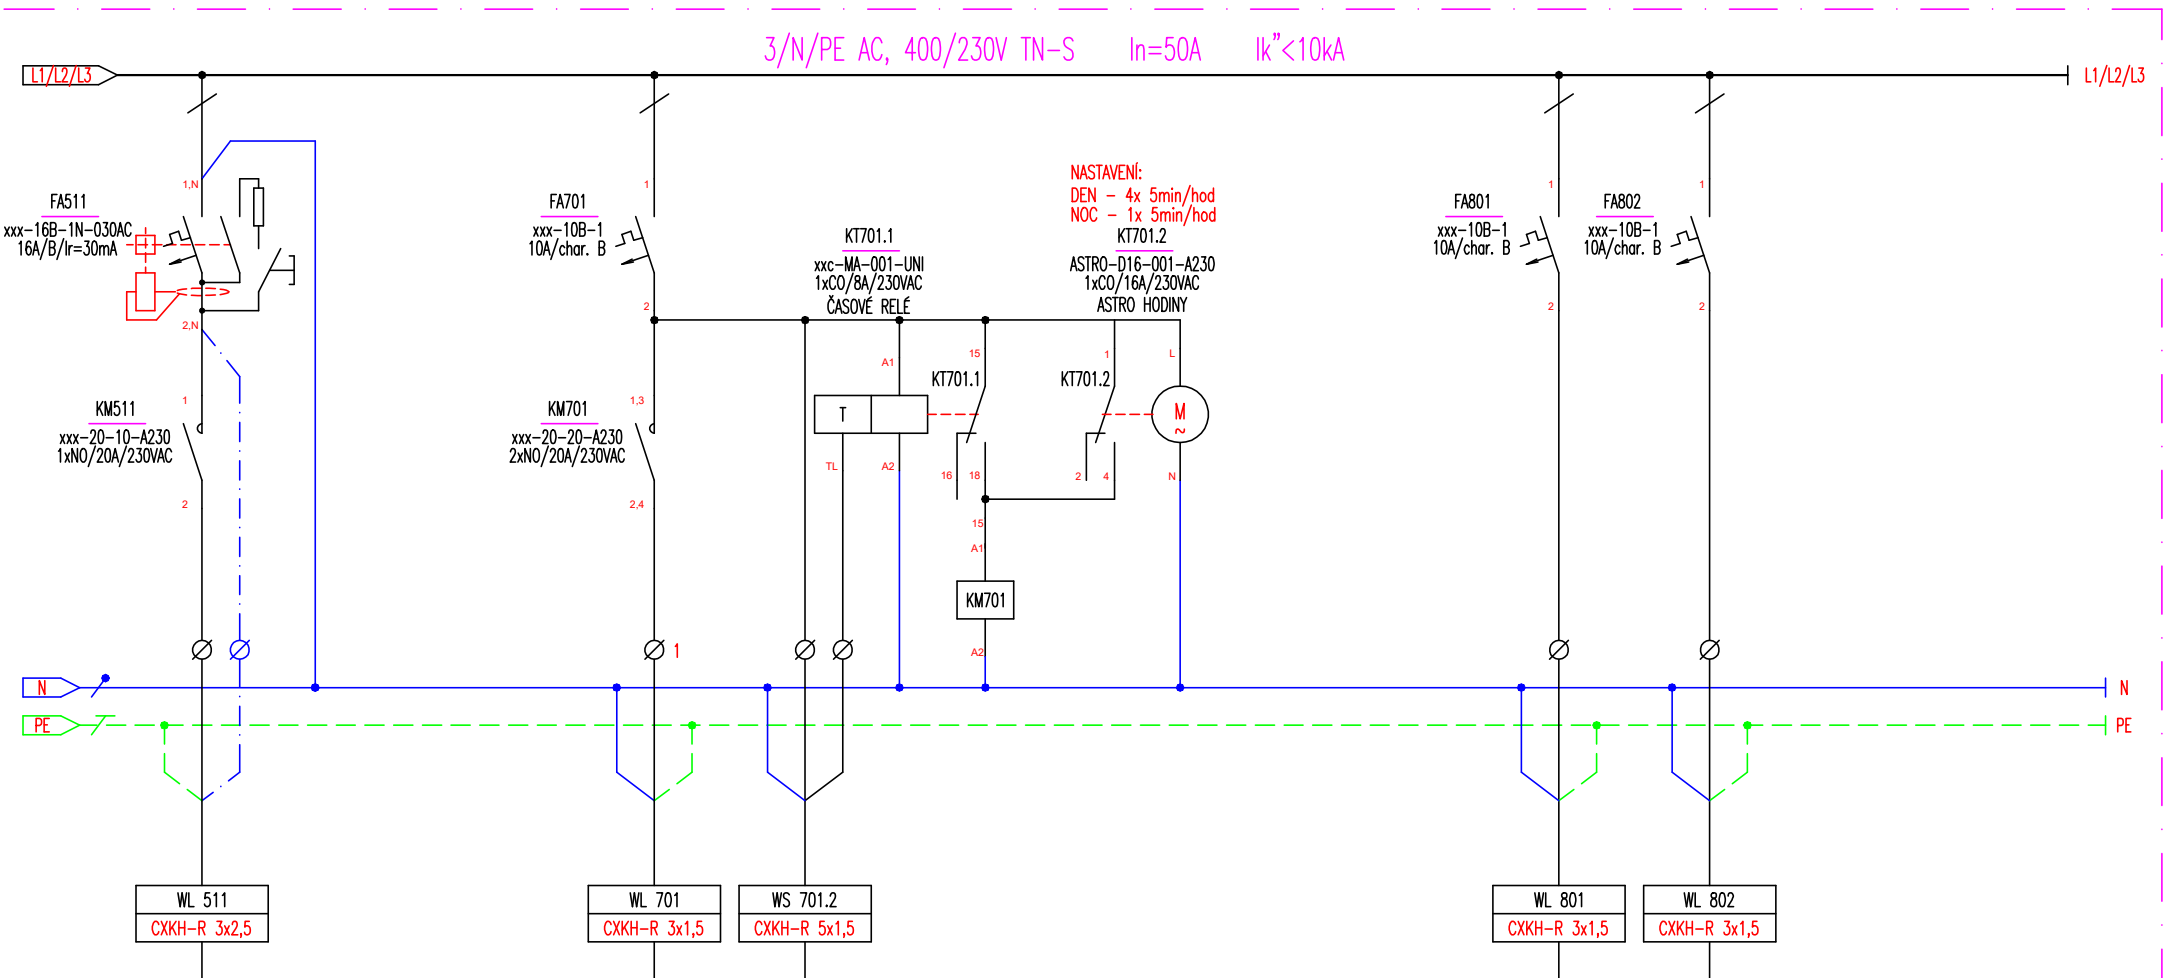 3/N/PE AC, 400/230V TN-S In=50A Ik”<10kA
L1/L2/L3
L1/L2/L3
1,N
FA511
xxx-16B-1N-030AC
16A/B/Ir=30mA
2,N
1
KM511
xxx-20-10-A230
1xNO/20A/230VAC
2
1
FA701
xxx-10B-1
10A/char. B
2
1,3
KM701
xxx-20-20-A230
2xNO/20A/230VAC
2,4
1
KT701.1
xxc-MA-001-UNI
1xCO/8A/230VAC
ČASOVÉ RELÉ
NASTAVENÍ:
DEN - 4x 5min/hod
NOC - 1x 5min/hod
KT701.2
ASTRO-D16-001-A230
1xCO/16A/230VAC
ASTRO HODINY
A1
15
1
L
KT701.1
KT701.2
T
M
~
TL
A2
16
18
2
4
N
15
A1
KM701
A2
1
FA801
xxx-10B-1
10A/char. B
2
1
FA802
xxx-10B-1
10A/char. B
2
N
N
PE
PE
WL 511
CXKH-R 3x2,5
WL 701
CXKH-R 3x1,5
WS 701.2
CXKH-R 5x1,5
WL 801
CXKH-R 3x1,5
WL 802
CXKH-R 3x1,5